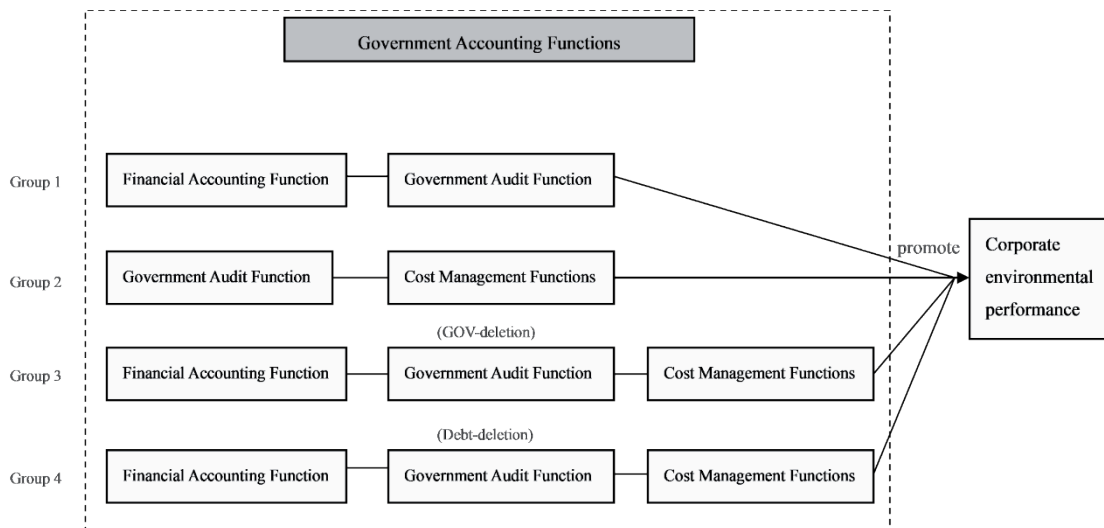 Government Accounting Functions
Group 1
Financial Accounting Function
Government Audit Function
promote
Corporate
environmental
performance
Group 2
Government Audit Function
Cost Management Functions
(GOV-deletion)
Group 3
Financial Accounting Function
Government Audit Function
Cost Management Functions
(Debt-deletion)
Group 4
Financial Accounting Function
Government Audit Function
Cost Management Functions